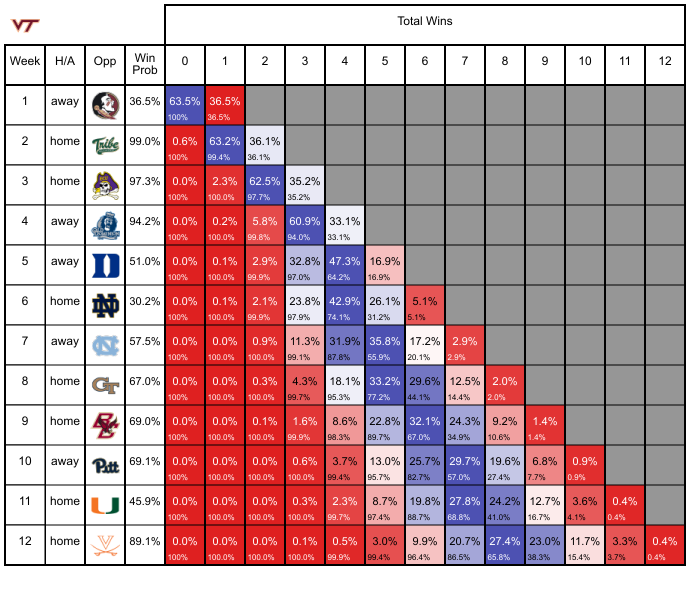 VT
Total Wins
Week H/A Opp Win Prob 0 1 2 3 4 5 6 7 8 9 10 11 12
1 away 36.5% 63.5% 36.5%
100% 36.5%
2 home Tribe 99.0% 0.6% 63.2% 36.1%
100% 99.4% 36.1%
3 home ECU 97.3% 0.0% 2.3% 62.5% 35.2%
100% 100.0% 97.7% 35.2%
4 away 94.2% 0.0% 0.2% 5.8% 60.9% 33.1%
100% 100.0% 99.8% 94.0% 33.1%
5 away D 51.0% 0.0% 0.1% 2.9% 32.8% 47.3% 16.9%
100% 100.0% 99.9% 97.0% 64.2% 16.9%
6 home ND 30.2% 0.0% 0.1% 2.1% 23.8% 42.9% 26.1% 5.1%
100% 100.0% 99.9% 97.9% 74.1% 31.2% 5.1%
7 away NC 57.5% 0.0% 0.0% 0.9% 11.3% 31.9% 35.8% 17.2% 2.9%
100% 100.0% 100.0% 99.1% 87.8% 55.9% 20.1% 2.9%
8 home GT 67.0% 0.0% 0.0% 0.3% 4.3% 18.1% 33.2% 29.6% 12.5% 2.0%
100% 100.0% 100.0% 99.7% 95.3% 77.2% 44.1% 14.4% 2.0%
9 home BC 69.0% 0.0% 0.0% 0.1% 1.6% 8.6% 22.8% 32.1% 24.3% 9.2% 1.4%
100% 100.0% 100.0% 99.9% 98.3% 89.7% 67.0% 34.9% 10.6% 1.4%
10 away Pitt 69.1% 0.0% 0.0% 0.0% 0.6% 3.7% 13.0% 25.7% 29.7% 19.6% 6.8% 0.9%
100% 100.0% 100.0% 100.0% 99.4% 95.7% 82.7% 57.0% 27.4% 7.7% 0.9%
11 home U 45.9% 0.0% 0.0% 0.0% 0.3% 2.3% 8.7% 19.8% 27.8% 24.2% 12.7% 3.6% 0.4%
100% 100.0% 100.0% 100.0% 99.7% 97.4% 88.7% 68.8% 41.0% 16.7% 4.1% 0.4%
12 home V 89.1% 0.0% 0.0% 0.0% 0.1% 0.5% 3.0% 9.9% 20.7% 27.4% 23.0% 11.7% 3.3% 0.4%
100% 100.0% 100.0% 100.0% 99.9% 99.4% 96.4% 86.5% 65.8% 38.3% 15.4% 3.7% 0.4%